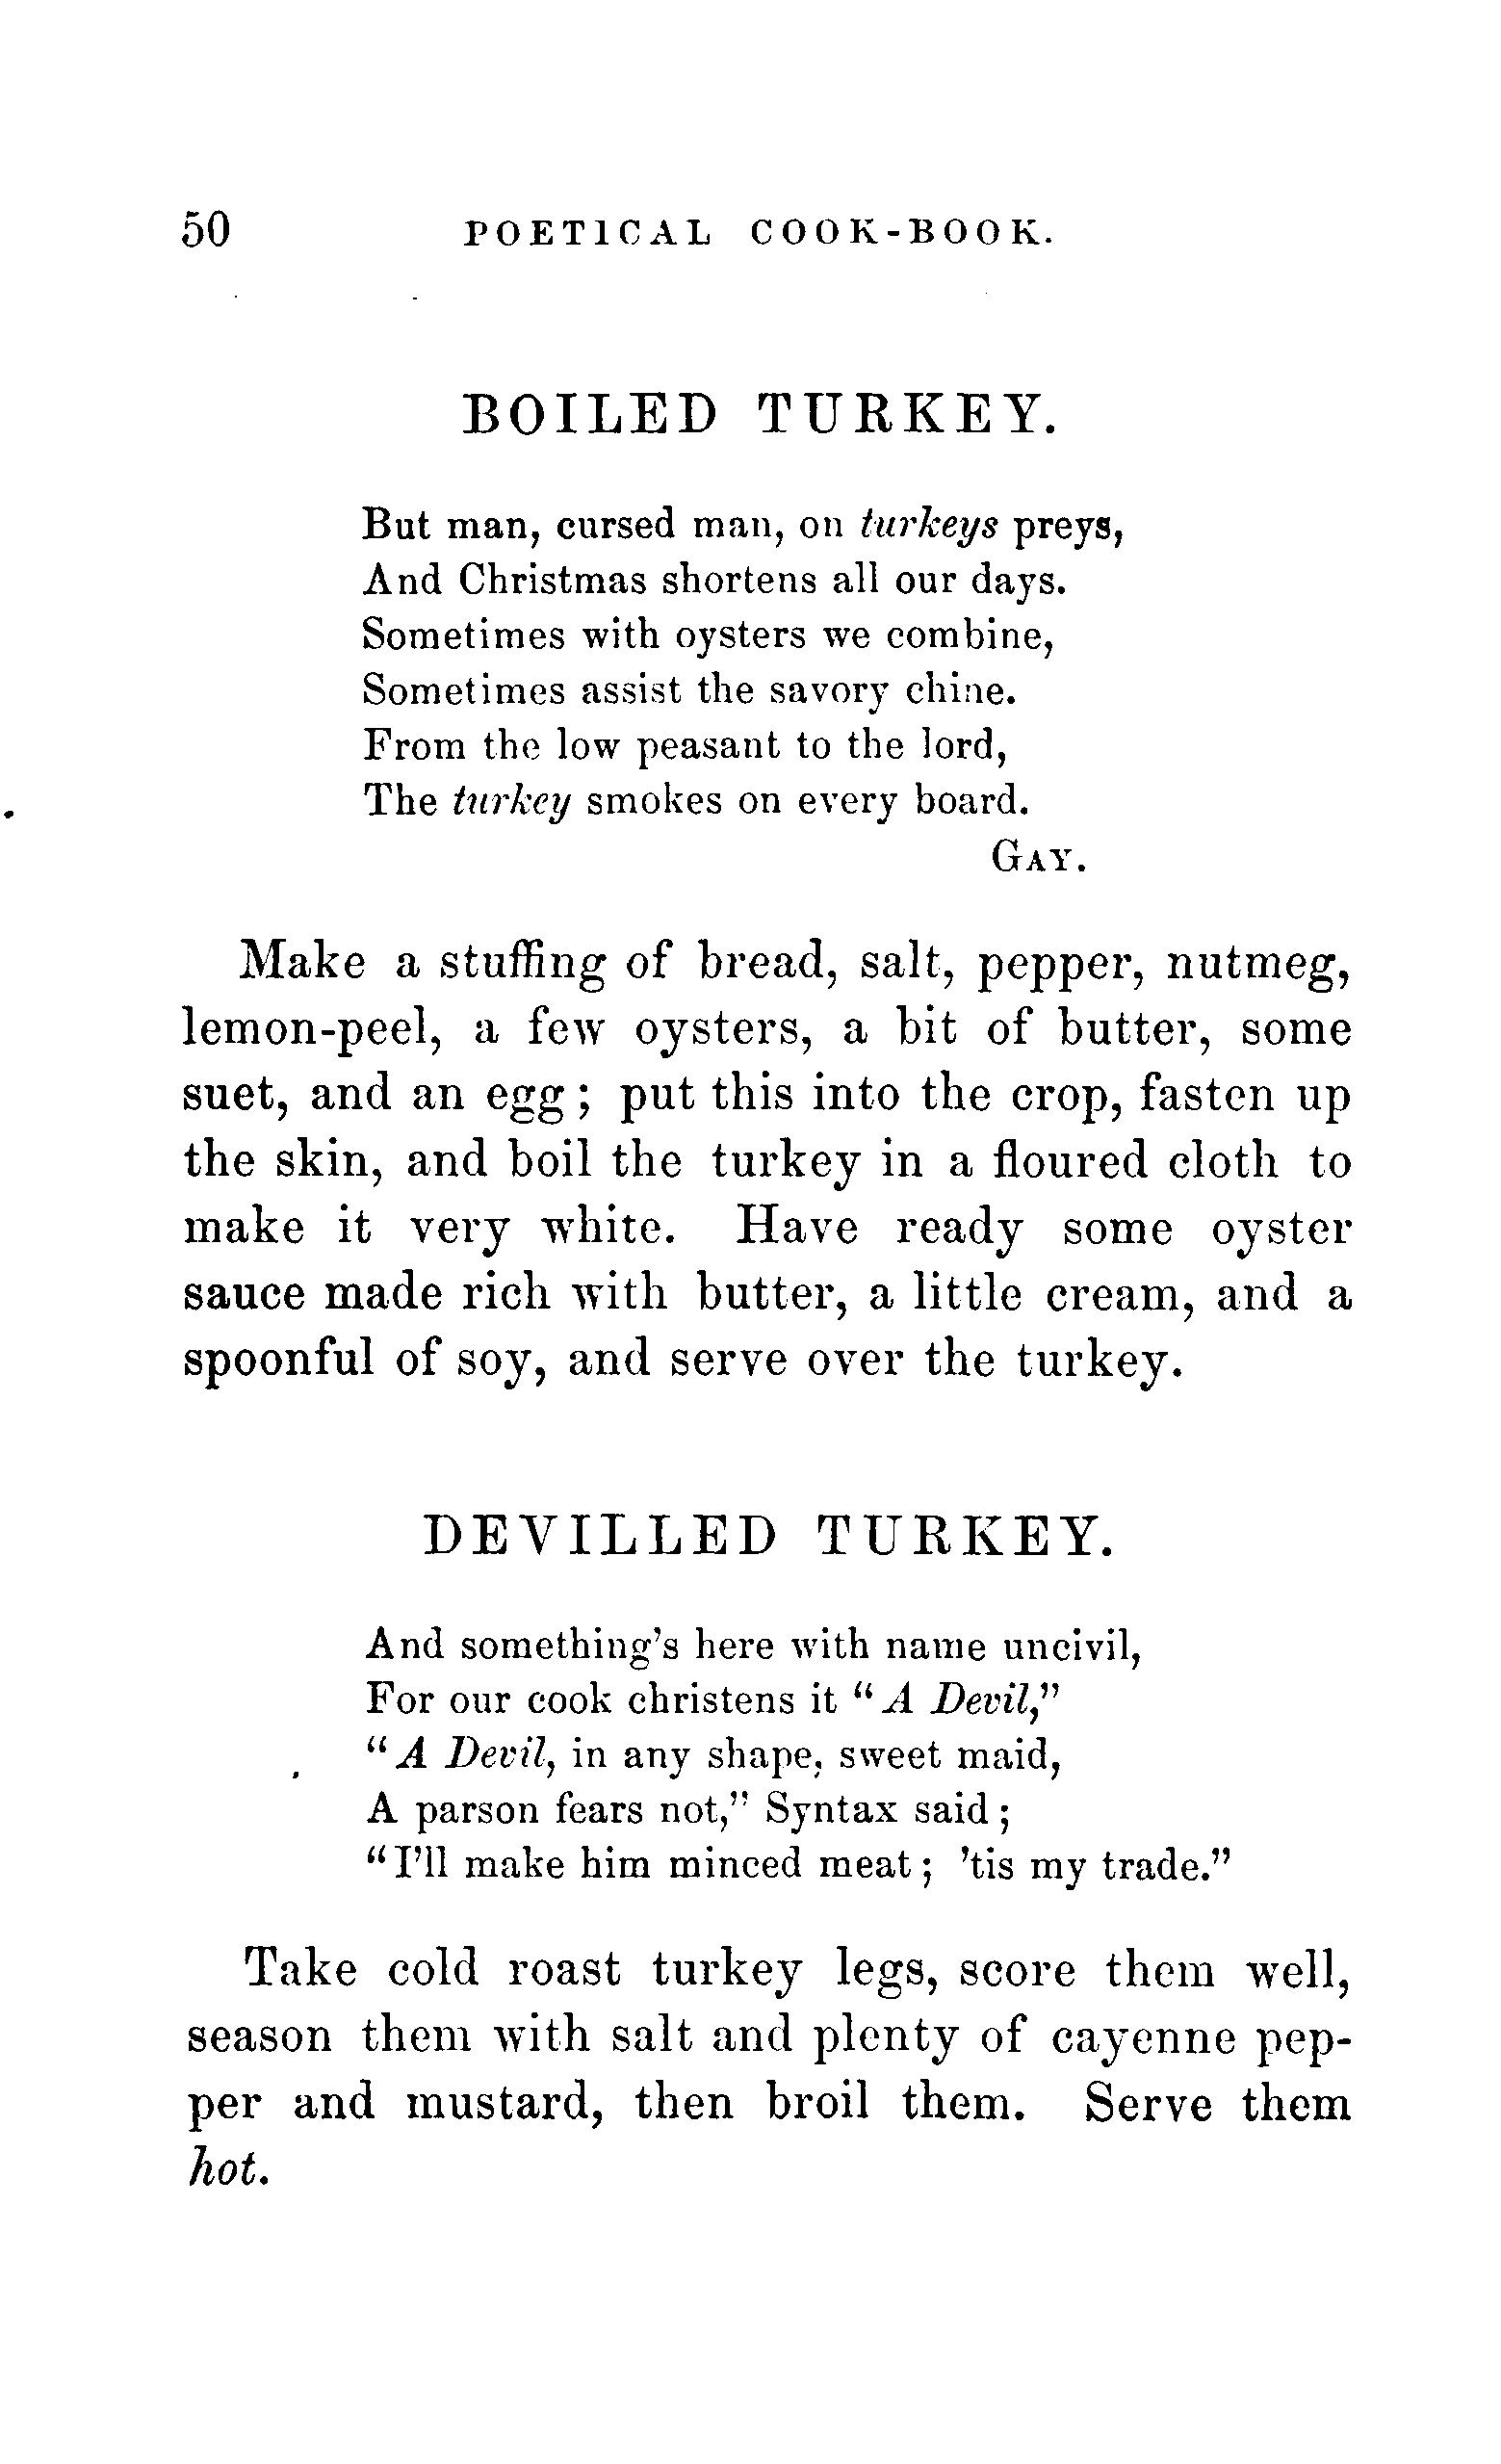 50 POETICAL COOK-BOOK.
BOILED TURKEY.
But man, cursed man, on turkeys preys,
And Christmas shortens all our days.
Sometimes with oysters we combine,
Sometimes assist the savory chine.
From the low peasant to the lord,
The turkey smokes on every board.
GAY.
Make a stuffing of bread, salt, pepper, nutmeg,
lemon-peel, a few oysters, a bit of butter, some
suet, and an egg; put this into the crop, fasten up
the skin, and boil the turkey in a floured cloth to
make it very white. Have ready some oyster
sauce made rich with butter, a little cream, and a
spoonful of soy, and serve over the turkey.
DEVILLED TURKEY.
And something's here with name uncivil,
For our cook christens it "A Devil,"
"A Devil, in any shape, sweet maid,
A parson fears not," Syntax said;
"I'll make him minced meat; 'tis my trade."
Take cold roast turkey legs, score them well,
season them with salt and plenty of cayenne pep-
per and mustard, then broil them. Serve them
hot.